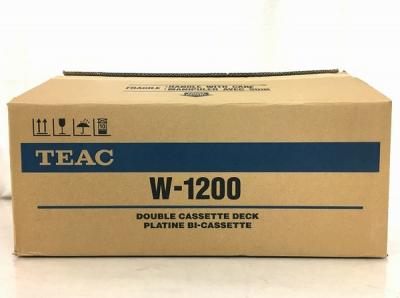 FRAGILE HANDLE WITH CARE
MANIPULER AVEC SOIN
TEAC
W-1200
DOUBLE CASSETTE DECK
PLATINE BI-CASSETTE